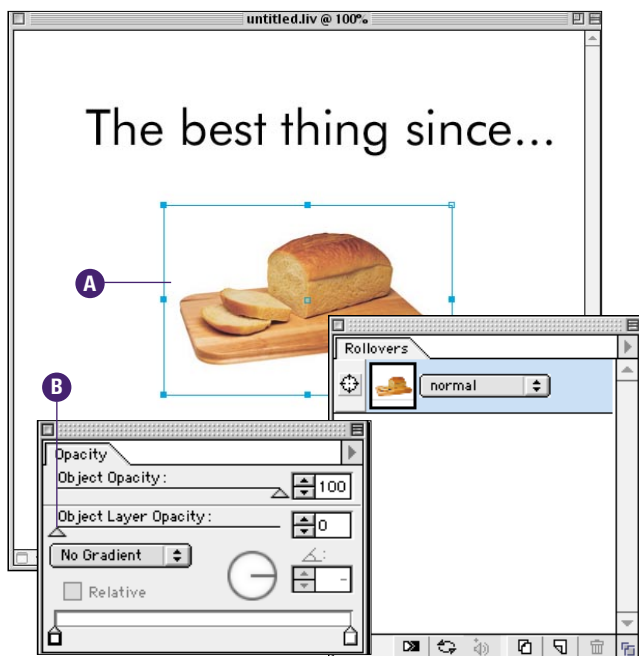 untitled.liv @ 100%
The best thing since...
A
Rollovers
normal
B
Opacity
Object Opacity:
100
Object Layer Opacity:
0
No Gradient
∠:
-
Relative